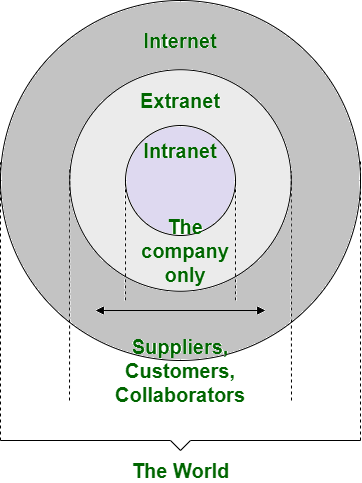 Internet
Extranet
Intranet
The
company
only
Suppliers,
Customers,
Collaborators
The World